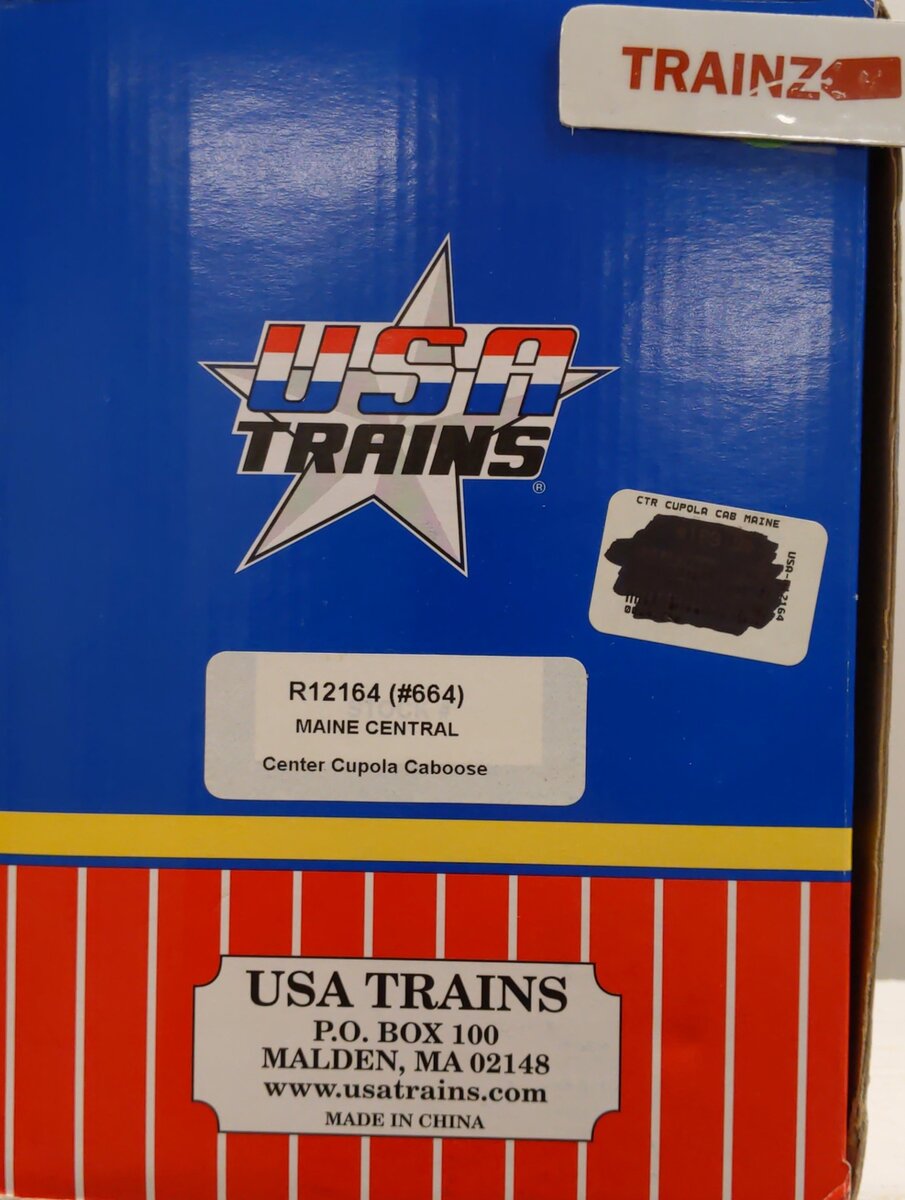 TRAINZ
USA
TRAINS
®
CTR CUPOLA CAB MAINE
R12164 (#664)
MAINE CENTRAL
Center Cupola Caboose
USA TRAINS
P.O. BOX 100
MALDEN, MA 02148
www.usatrains.com
MADE IN CHINA